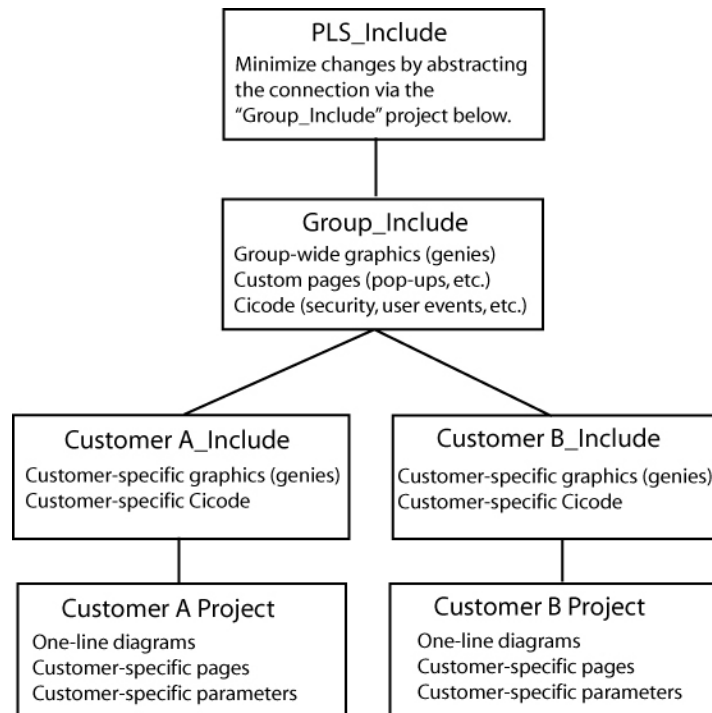 PLS_Include
Minimize changes by abstracting
the connection via the
“Group_Include” project below.
Group_Include
Group-wide graphics (genies)
Custom pages (pop-ups, etc.)
Cicode (security, user events, etc.)
Customer A_Include
Customer-specific graphics (genies)
Customer-specific Cicode
Customer B_Include
Customer-specific graphics (genies)
Customer-specific Cicode
Customer A Project
One-line diagrams
Customer-specific pages
Customer-specific parameters
Customer B Project
One-line diagrams
Customer-specific pages
Customer-specific parameters